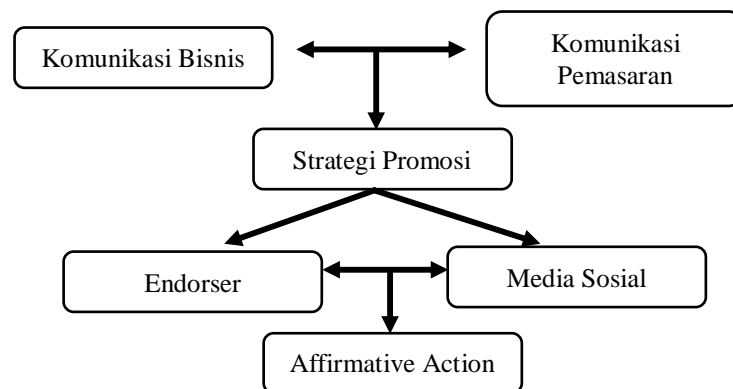 Komunikasi Bisnis
Komunikasi
Pemasaran
Strategi Promosi
Endorser
Media Sosial
Affirmative Action